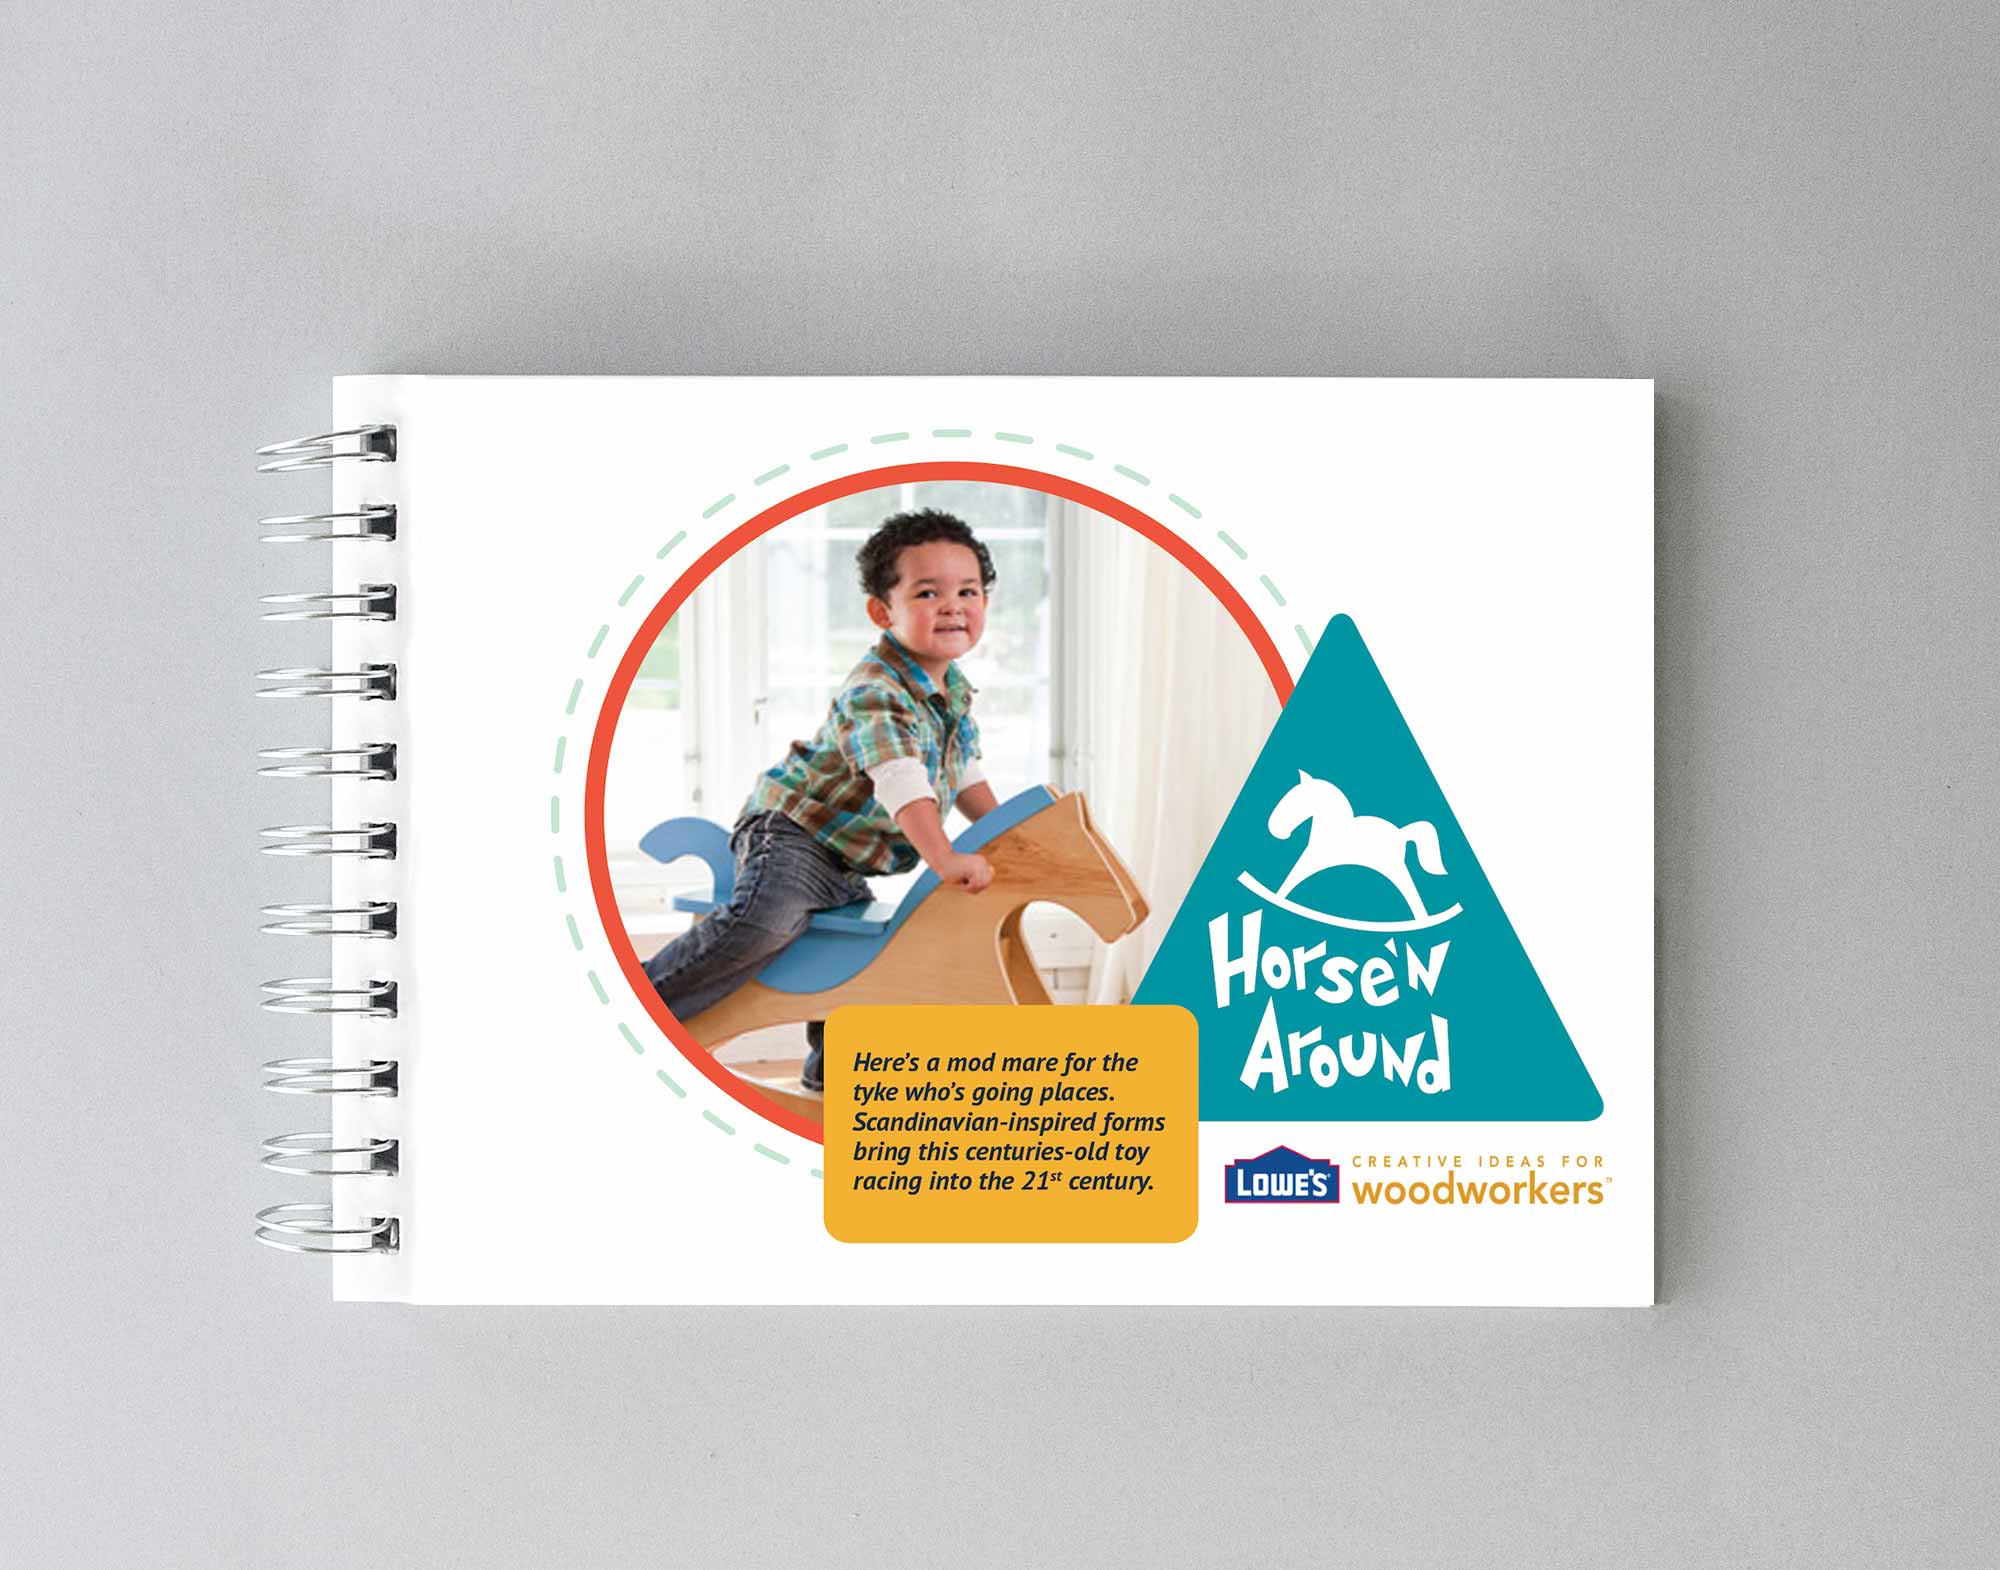 Horse'N
Around
Here's a mod mare for the
tyke who's going places.
Scandinavian-inspired forms
bring this centuries-old toy
racing into the 21st century.
LOWE'S®
CREATIVE IDEAS FOR
woodworkers™